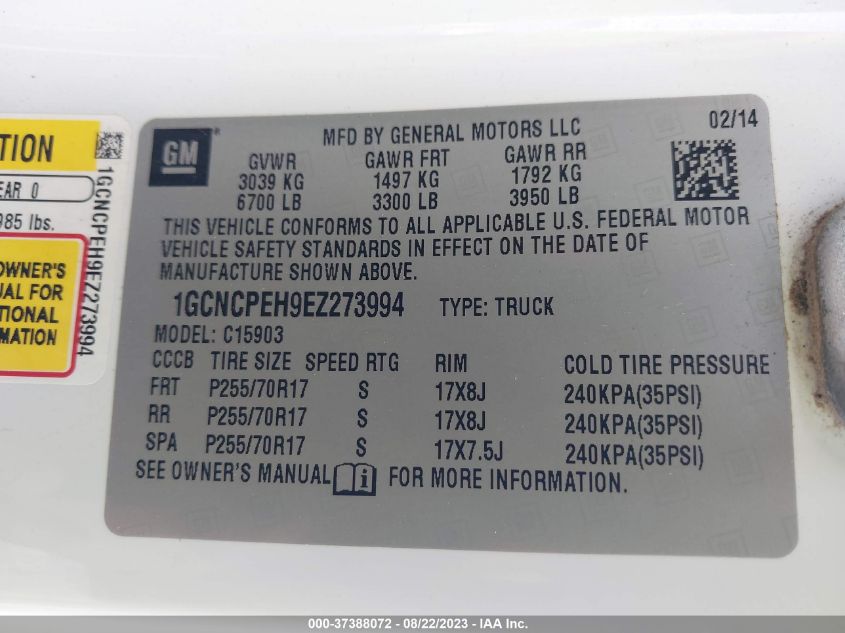 TION
EAR 0
985 lbs.
OWNER'S
UAL FOR
TIONAL
MATION
1GCNCPEH9EZ273994
GM
MFD BY GENERAL MOTORS LLC
02/14
GVWR GAWR FRT GAWR RR
3039 KG 1497 KG 1792 KG
6700 LB 3300 LB 3950 LB
THIS VEHICLE CONFORMS TO ALL APPLICABLE U.S. FEDERAL MOTOR
VEHICLE SAFETY STANDARDS IN EFFECT ON THE DATE OF
MANUFACTURE SHOWN ABOVE.
1GCNCPEH9EZ273994 TYPE: TRUCK
MODEL: C15903
CCCB TIRE SIZE SPEED RTG RIM COLD TIRE PRESSURE
FRT P255/70R17 S 17X8J 240KPA(35PSI)
RR P255/70R17 S 17X8J 240KPA(35PSI)
SPA P255/70R17 S 17X7.5J 240KPA(35PSI)
SEE OWNER'S MANUAL i FOR MORE INFORMATION.
000-37388072 - 08/22/2023 - IAA Inc.